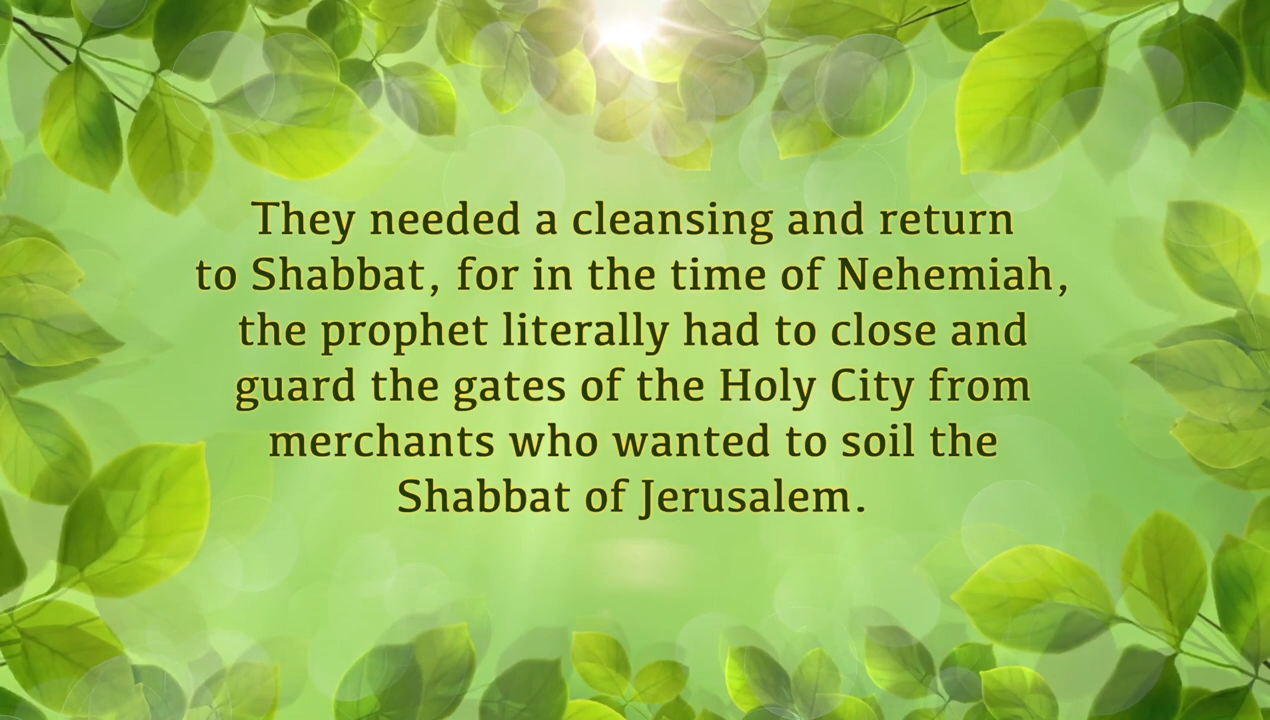 They needed a cleansing and return
to Shabbat, for in the time of Nehemiah,
the prophet literally had to close and
guard the gates of the Holy City from
merchants who wanted to soil the
Shabbat of Jerusalem.